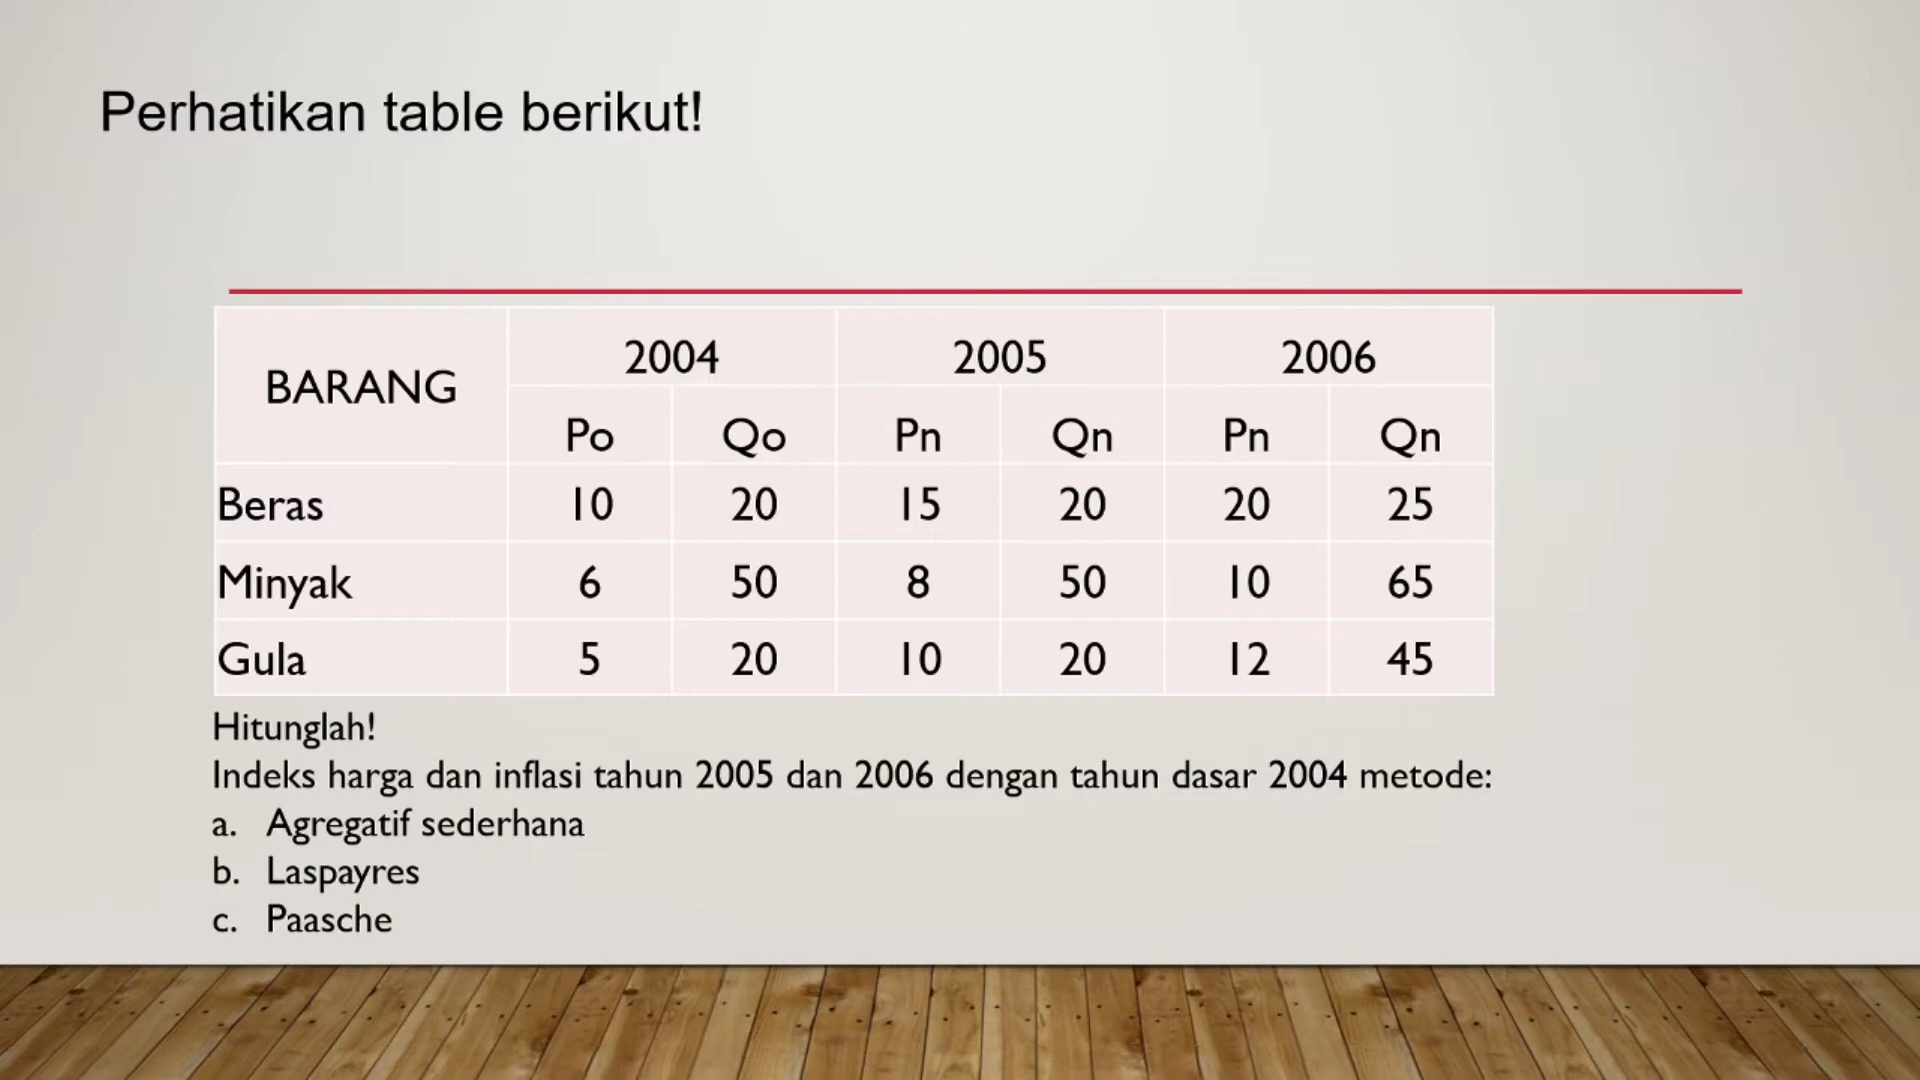 Perhatikan table berikut!
BARANG 2004 2005 2006
Po Qo Pn Qn Pn Qn
Beras 10 20 15 20 20 25
Minyak 6 50 8 50 10 65
Gula 5 20 10 20 12 45
Hitunglah!
Indeks harga dan inflasi tahun 2005 dan 2006 dengan tahun dasar 2004 metode:
a. Agregatif sederhana
b. Laspayres
c. Paasche